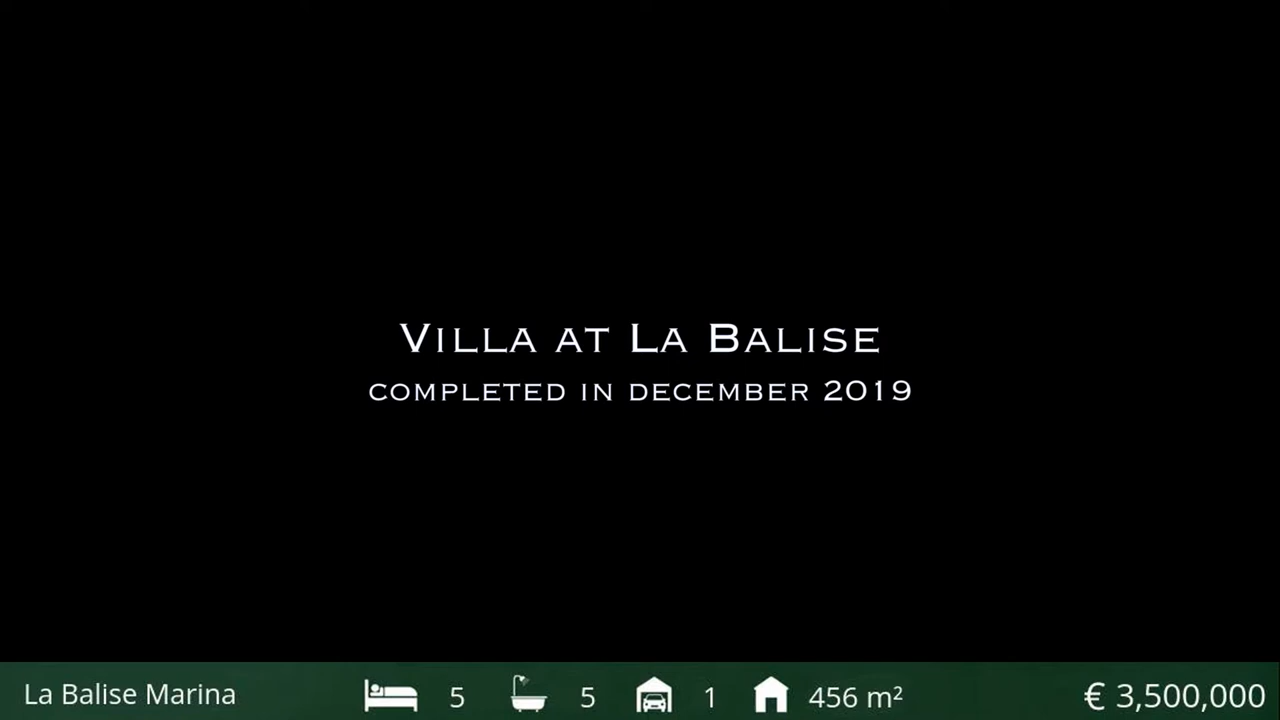 Villa at La Balise
completed in december 2019
La Balise Marina 5 5 1 456 m² € 3,500,000